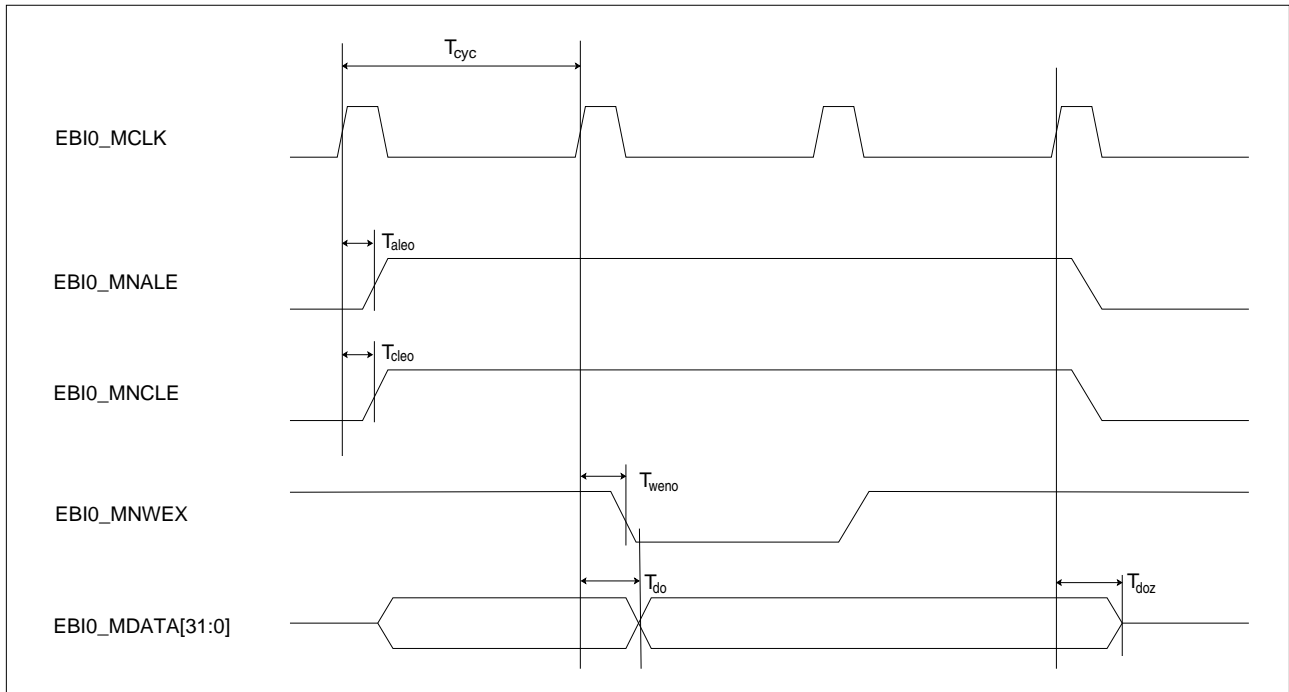 Tcyc
EBI0_MCLK
Taleo
EBI0_MNALE
Tcleo
EBI0_MNCLE
Tweno
EBI0_MNWEX
Tdo
Tdoz
EBI0_MDATA[31:0]